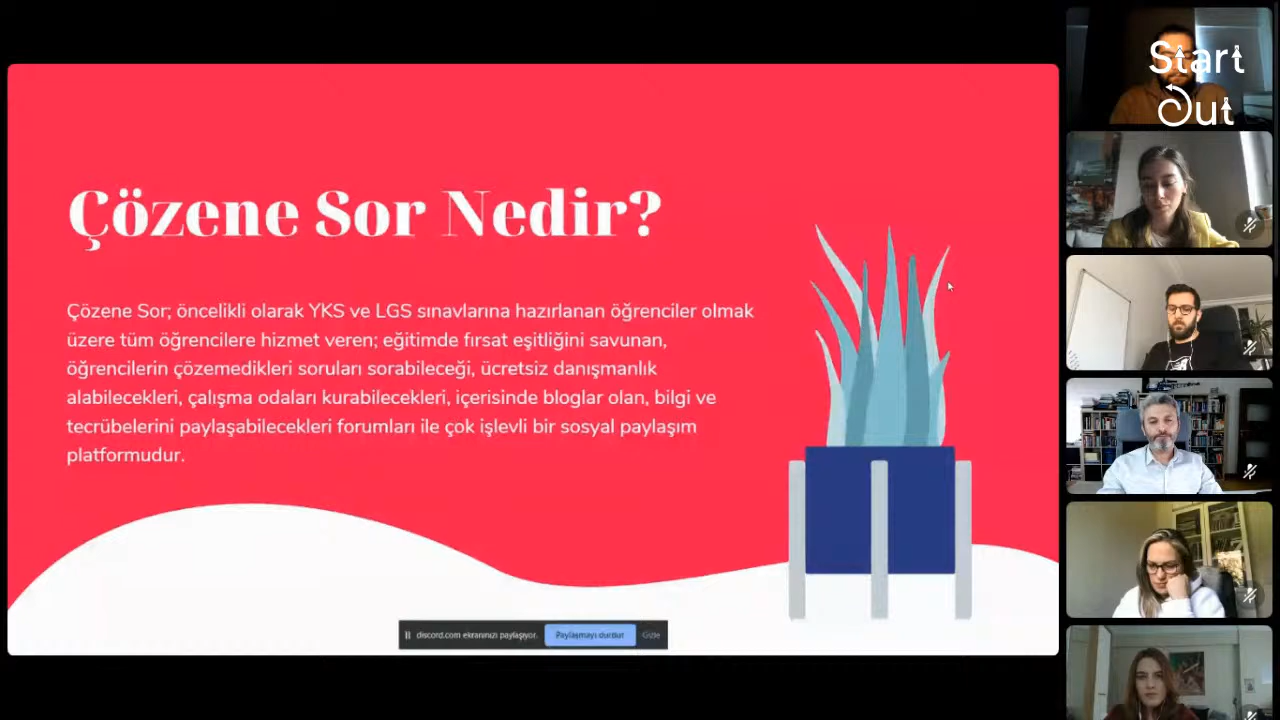 Start
Out
Çözene Sor Nedir?
Çözene Sor; öncelikli olarak YKS ve LGS sınavlarına hazırlanan öğrenciler olmak
üzere tüm öğrencilere hizmet veren; eğitimde fırsat eşitliğini savunan,
öğrencilerin çözemedikleri soruları sorabileceği, ücretsiz danışmanlık
alabilecekleri, çalışma odaları kurabilecekleri, içerisinde bloglar olan, bilgi ve
tecrübelerini paylaşabilecekleri forumları ile çok işlevli bir sosyal paylaşım
platformudur.
discord.com ekranınızı paylaşıyor. Paylaşmayı durdur Gizle